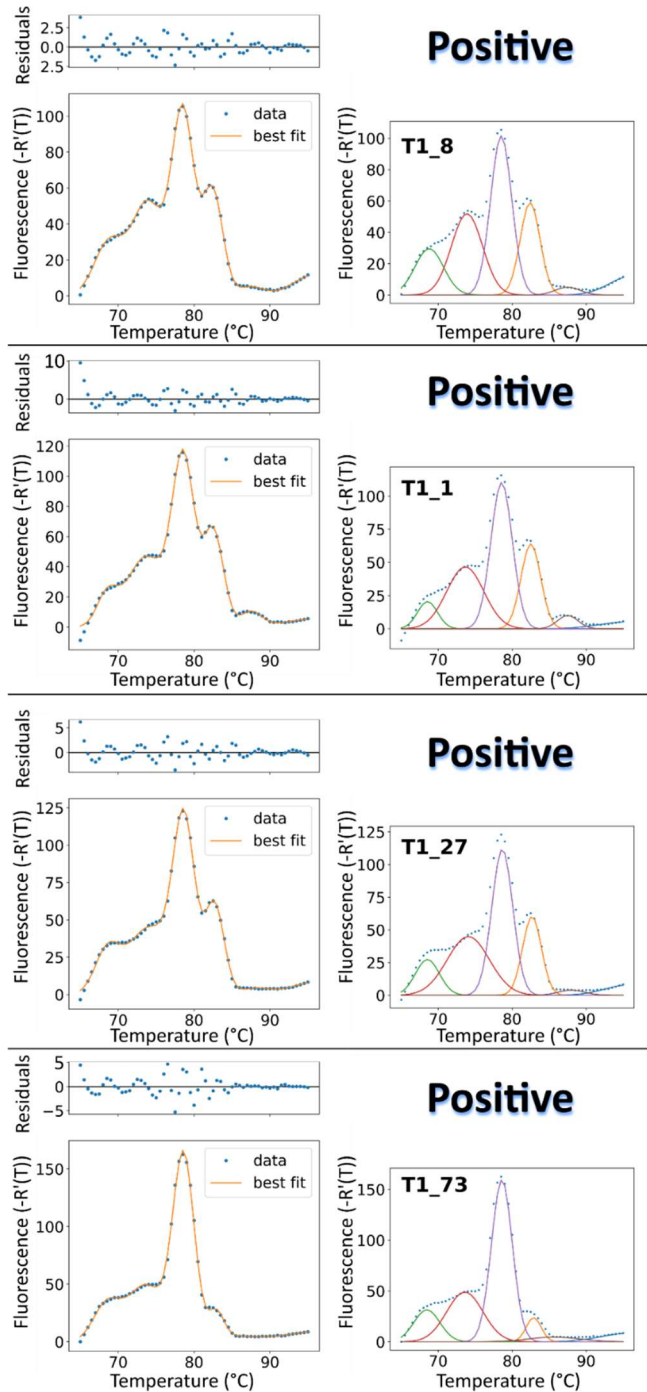 Residuals
2.5
0.0
2.5
Positive
Fluorescence (-R'(T))
100
80
60
40
20
0
data
best fit
70
80
90
Temperature (°C)
Fluorescence (-R'(T))
100
80
60
40
20
0
T1_8
70
80
90
Temperature (°C)
Residuals
10
0
Positive
Fluorescence (-R'(T))
120
100
80
60
40
20
0
data
best fit
70
80
90
Temperature (°C)
Fluorescence (-R'(T))
100
75
50
25
0
T1_1
70
80
90
Temperature (°C)
Residuals
5
0
Positive
Fluorescence (-R'(T))
125
100
75
50
25
0
data
best fit
70
80
90
Temperature (°C)
Fluorescence (-R'(T))
125
100
75
50
25
0
T1_27
70
80
90
Temperature (°C)
Residuals
5
0
−5
Positive
Fluorescence (-R'(T))
150
100
50
0
data
best fit
70
80
90
Temperature (°C)
Fluorescence (-R'(T))
150
100
50
0
T1_73
70
80
90
Temperature (°C)